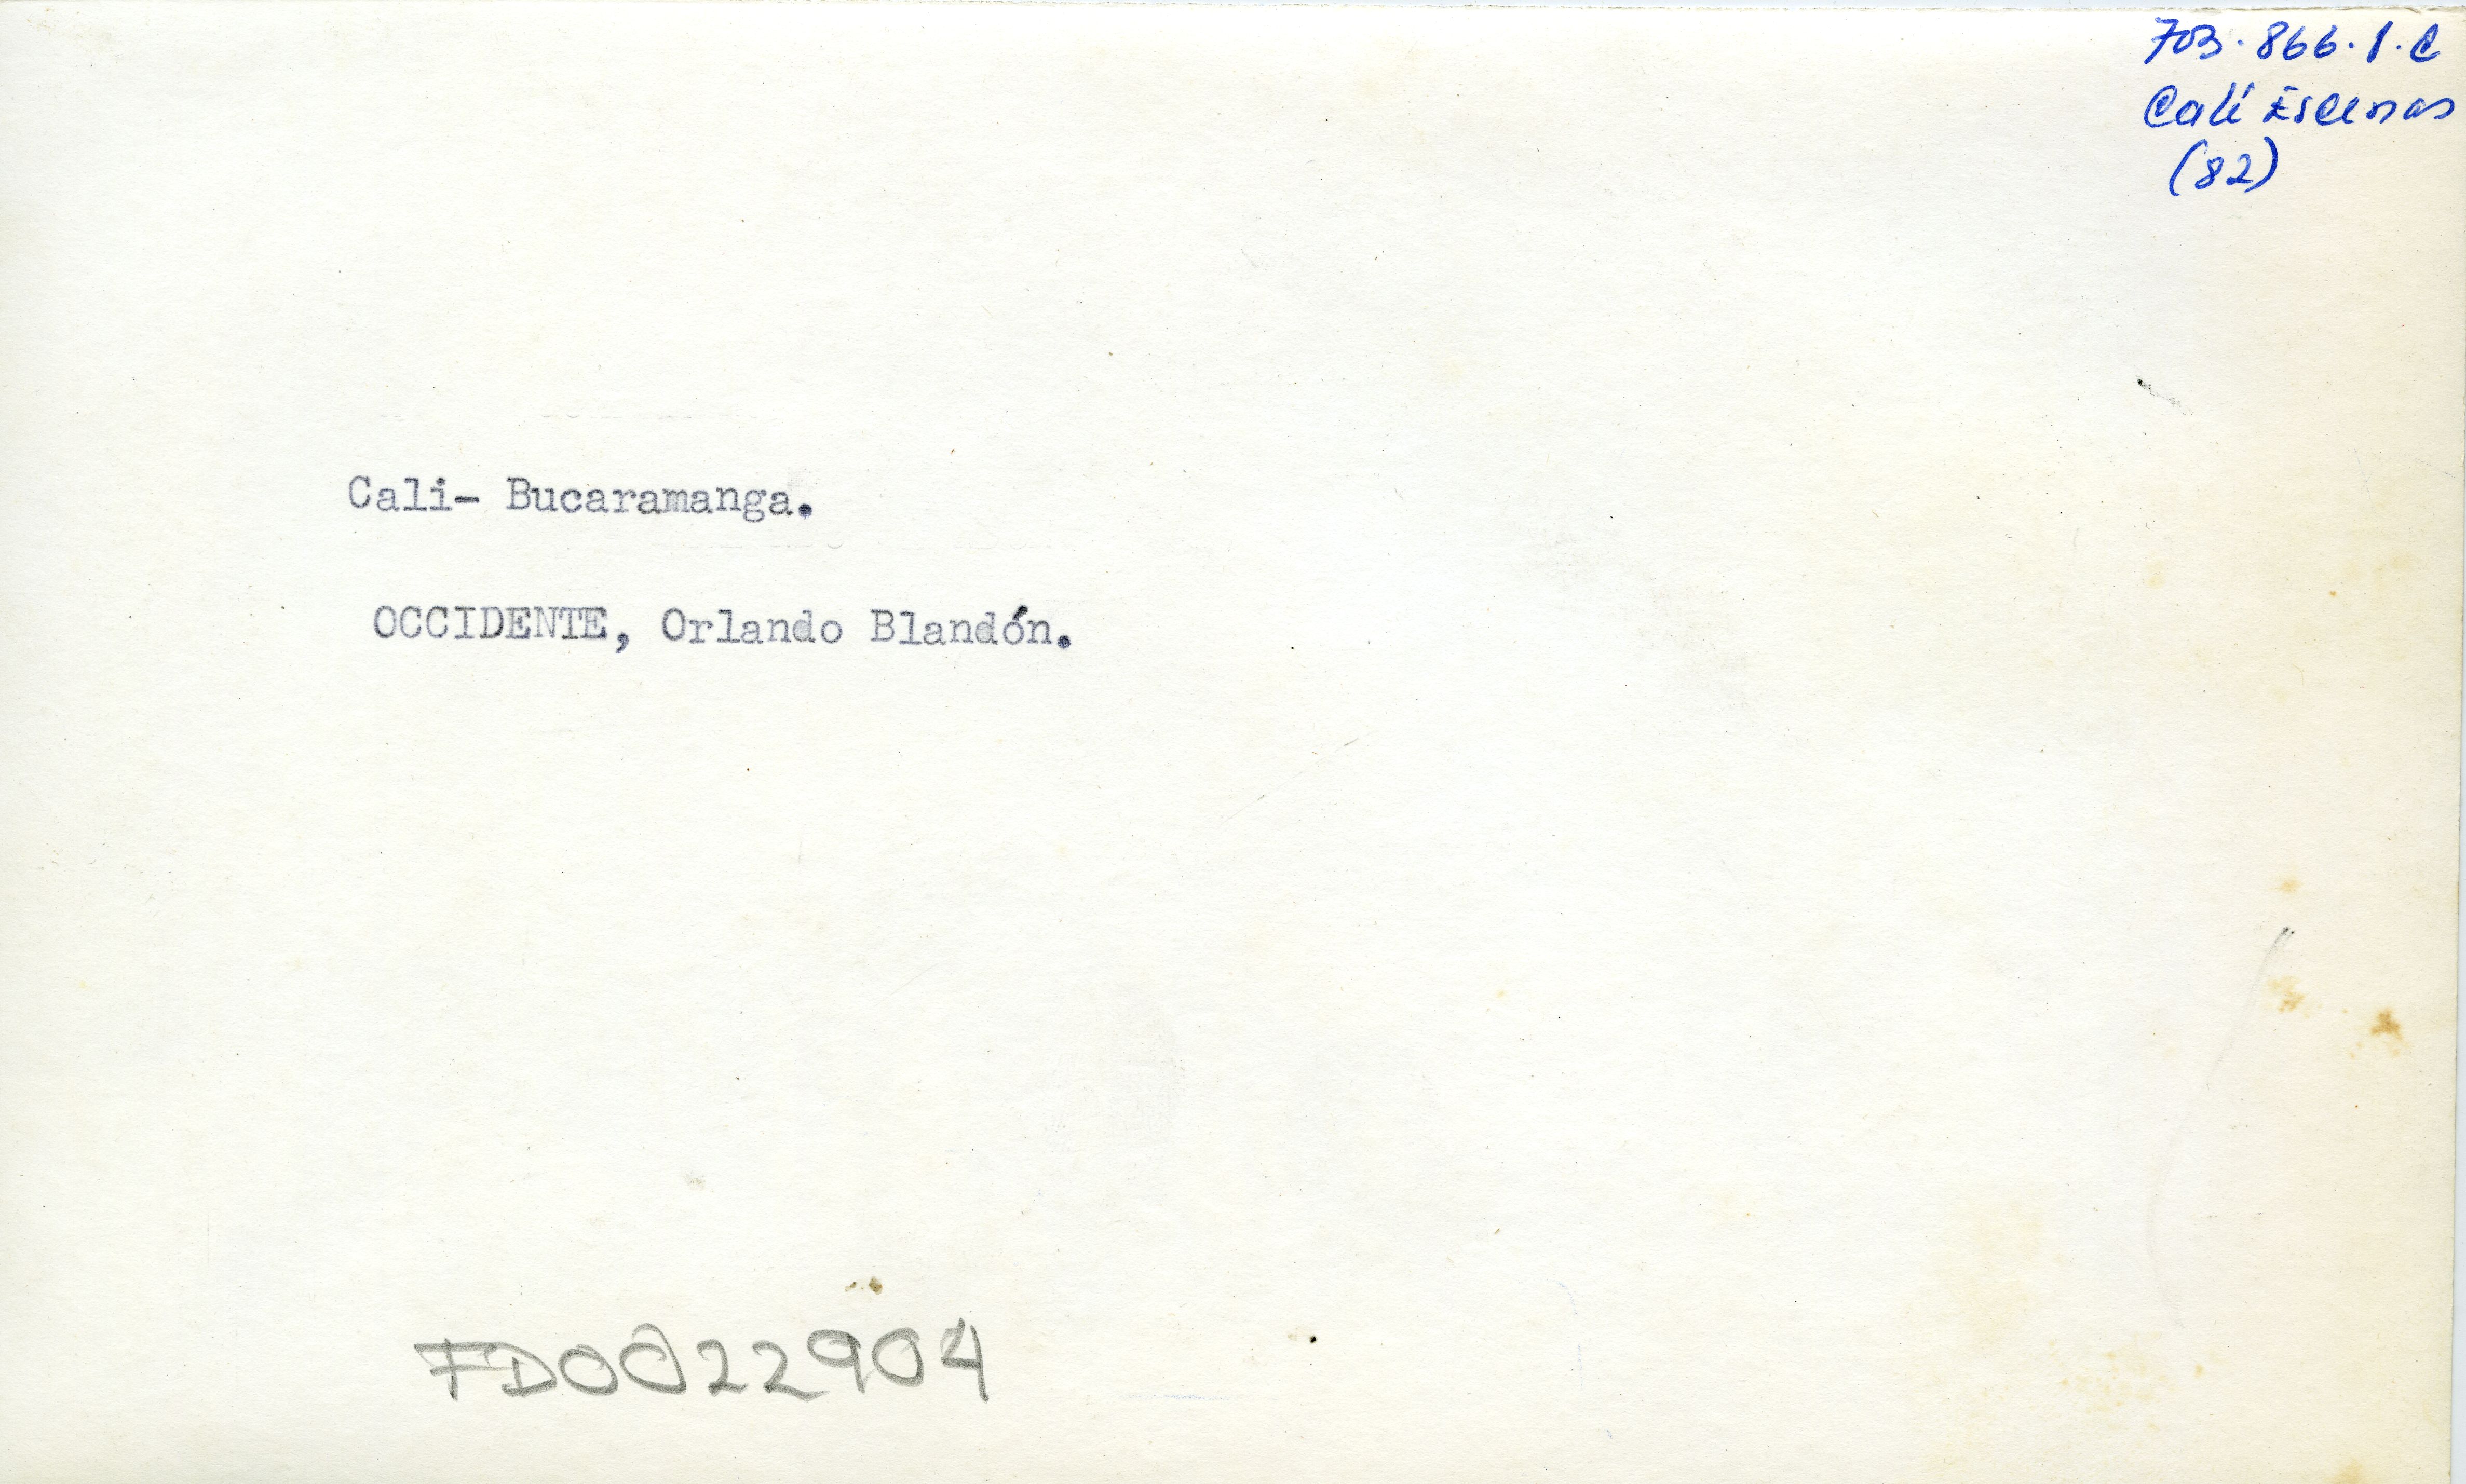 703.866.1.C
Cali Escenas
(82)
Cali- Bucaramanga.
OCCIDENTE, Orlando Blandón.
FD0022904